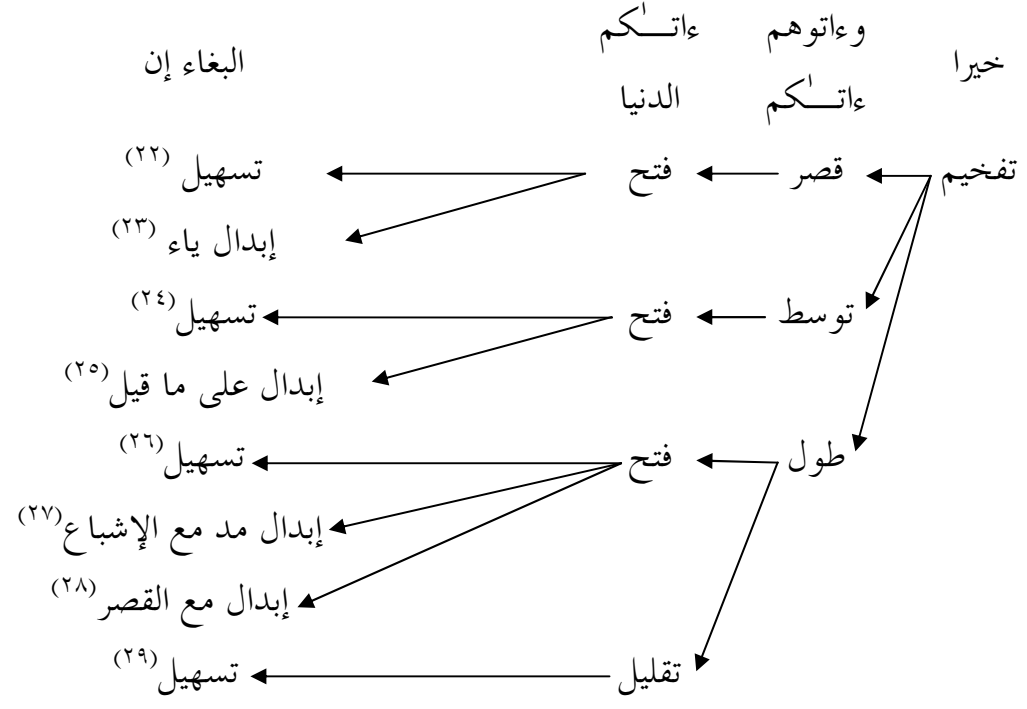 خيرا وءاتوهم ءاتـــٰكم البغاء إن
ءاتـــٰكم الدنيا
تفخيم قصر فتح تسهيل (٢٢)
إبدال ياء (٢٣)
توسط فتح تسهيل(٢٤)
إبدال على ما قيل(٢٥)
طول فتح تسهيل(٢٦)
إبدال مد مع الإشباع(٢٧)
إبدال مع القصر(٢٨)
تقليل تسهيل(٢٩)